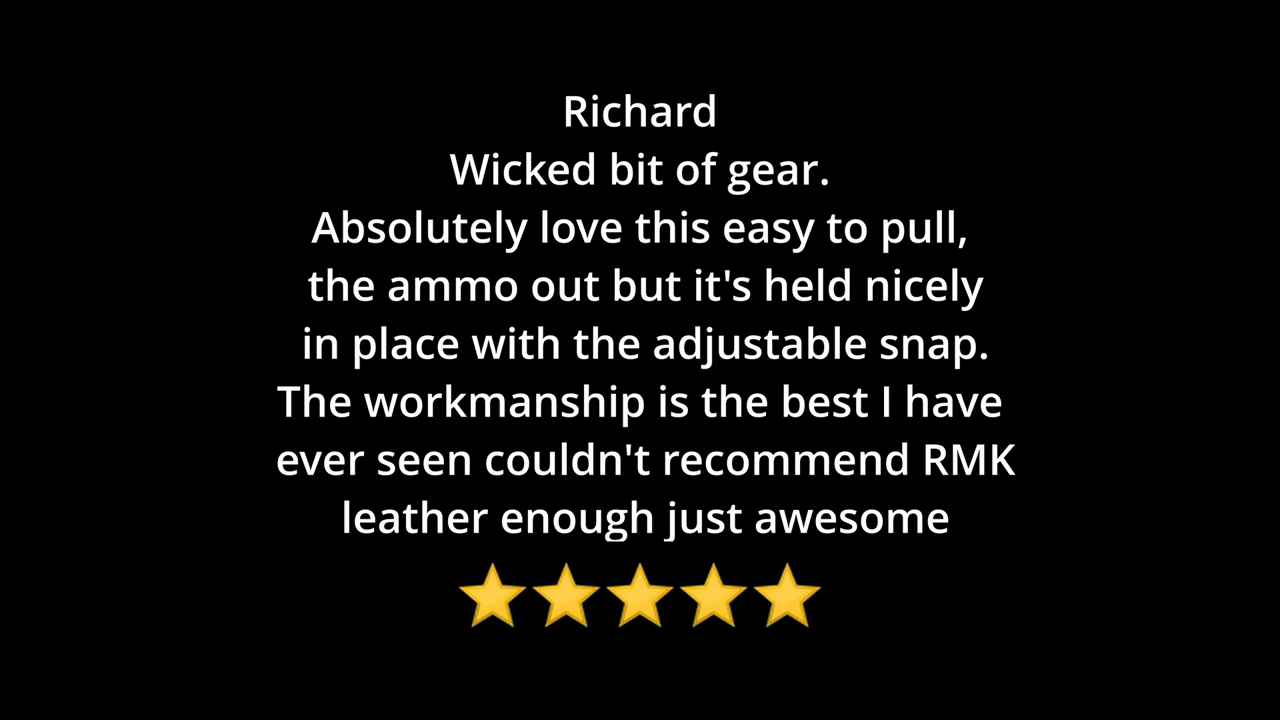 Richard
Wicked bit of gear.
Absolutely love this easy to pull,
the ammo out but it's held nicely
in place with the adjustable snap.
The workmanship is the best I have
ever seen couldn't recommend RMK
leather enough just awesome